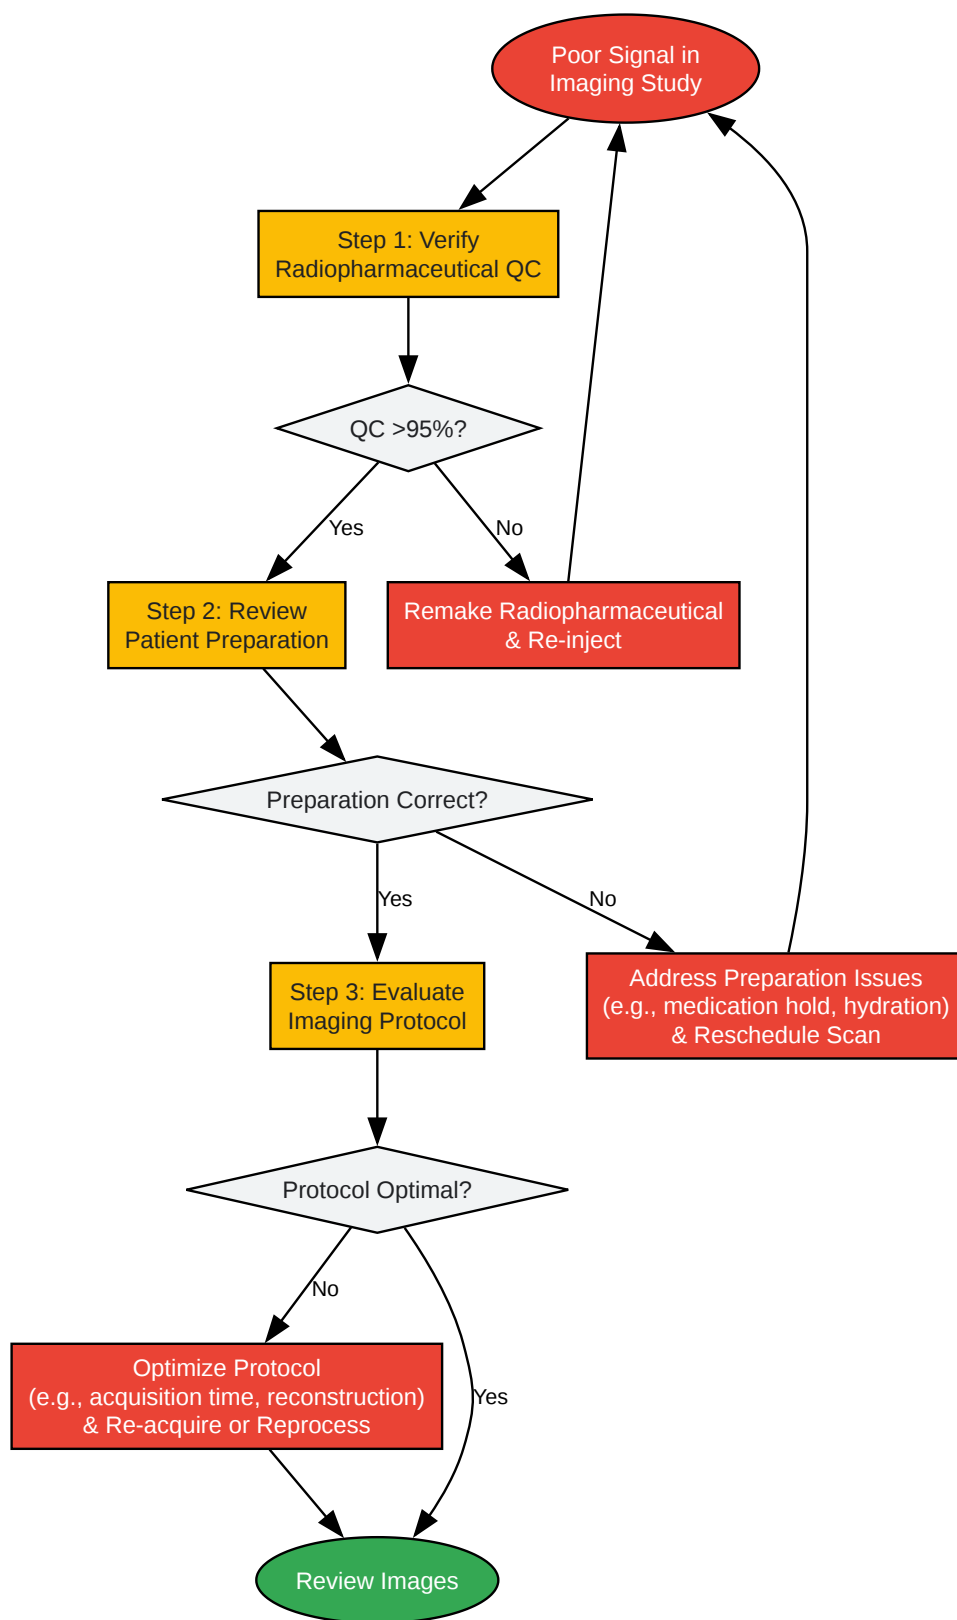 Poor Signal in
Imaging Study
Step 1: Verify
Radiopharmaceutical QC
QC >95%?
Yes
No
Step 2: Review
Patient Preparation
Remake Radiopharmaceutical
& Re-inject
Preparation Correct?
Yes
No
Step 3: Evaluate
Imaging Protocol
Address Preparation Issues
(e.g., medication hold, hydration)
& Reschedule Scan
Protocol Optimal?
No
Optimize Protocol
(e.g., acquisition time, reconstruction)
& Re-acquire or Reprocess
Yes
Review Images